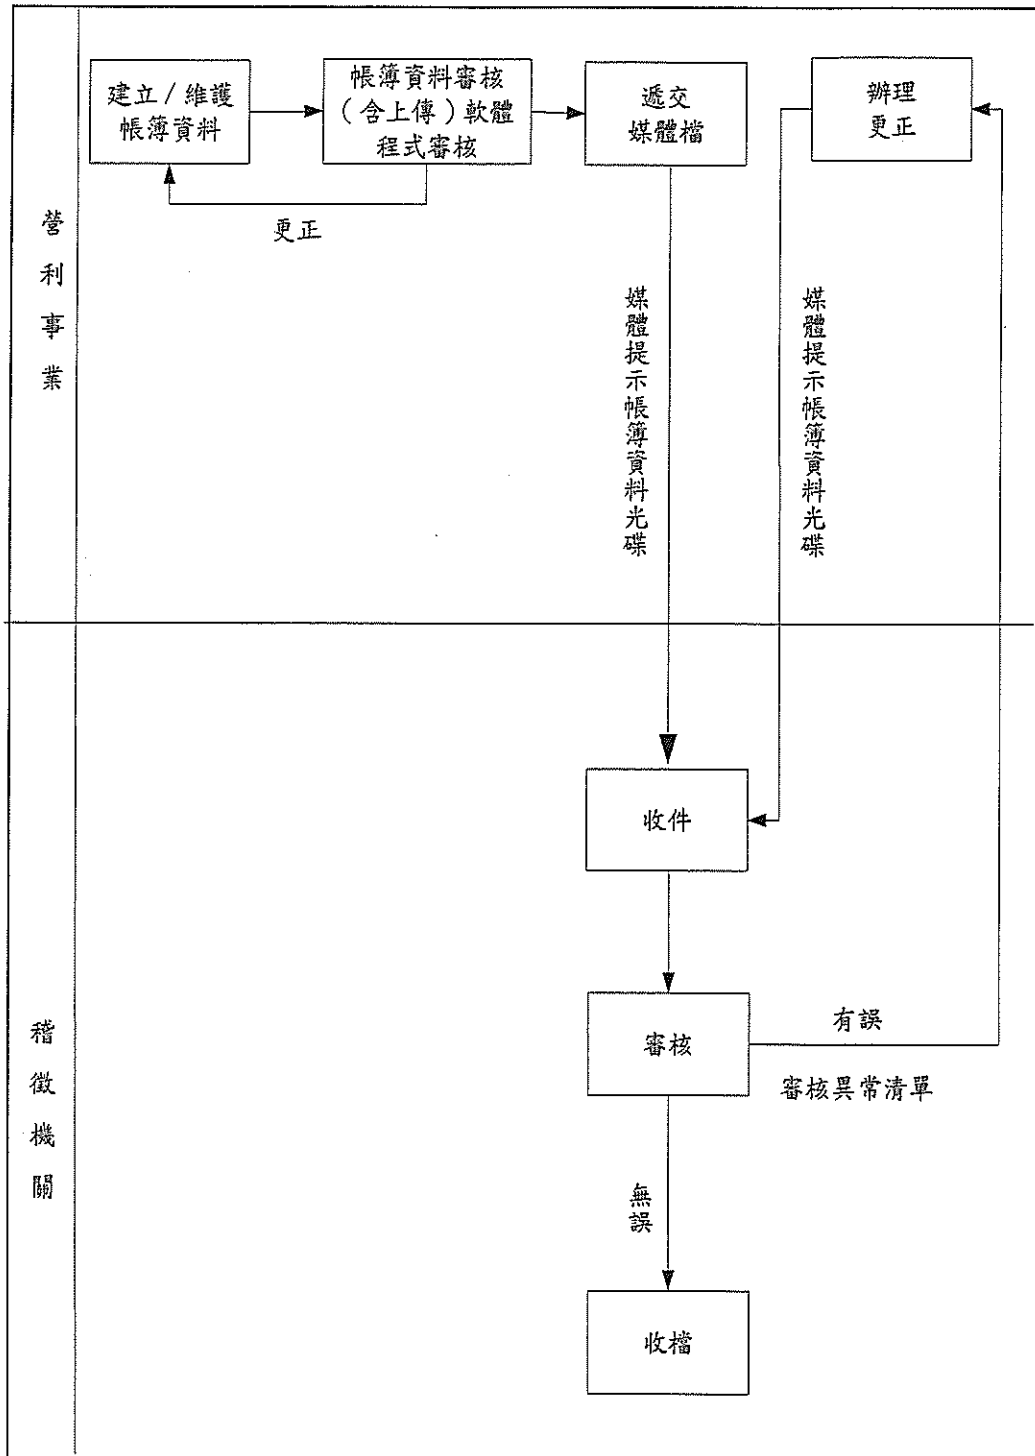 建立/維護
帳簿資料
帳簿資料審核
(含上傳)軟體
程式審核
遞交
媒體檔
辦理
更正
更正
營利事業
媒體提示帳簿資料光碟
媒體提示帳簿資料光碟
收件
審核
有誤
審核異常清單
稽徵機關
無誤
收檔